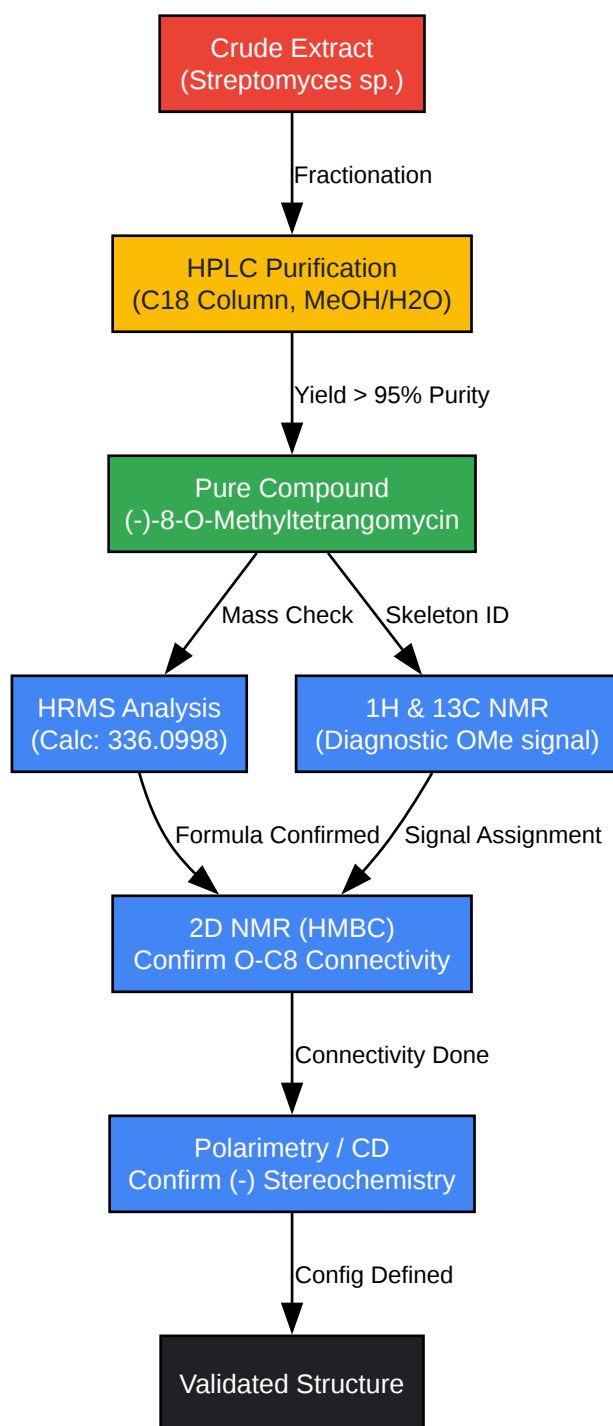 Crude Extract
(Streptomyces sp.)
Fractionation
HPLC Purification
(C18 Column, MeOH/H2O)
Yield > 95% Purity
Pure Compound
(-)-8-O-Methyltetrangomycin
Mass Check
Skeleton ID
HRMS Analysis
(Calc: 336.0998)
1H & 13C NMR
(Diagnostic OMe signal)
Formula Confirmed
Signal Assignment
2D NMR (HMBC)
Confirm O-C8 Connectivity
Connectivity Done
Polarimetry / CD
Confirm (-) Stereochemistry
Config Defined
Validated Structure